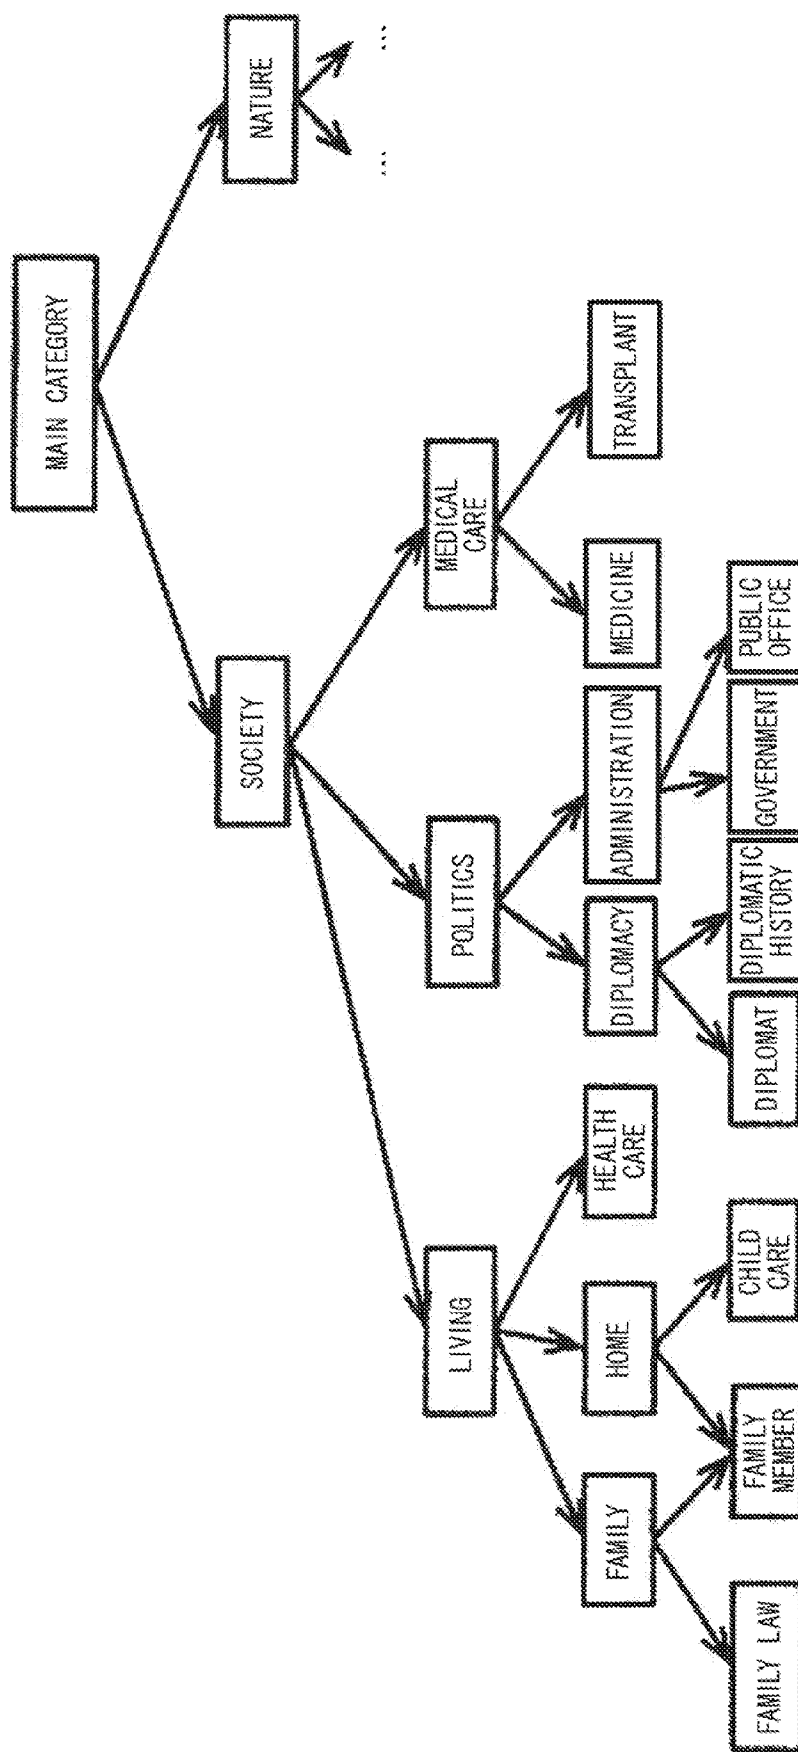 MAIN CATEGORY
SOCIETY
NATURE
LIVING
POLITICS
MEDICAL
CARE
...
...
FAMILY
HOME
HEALTH
CARE
DIPLOMACY
ADMINISTRATION
MEDICINE
TRANSPLANT
FAMILY LAW
FAMILY
MEMBER
CHILD
CARE
DIPLOMAT
DIPLOMATIC
HISTORY
GOVERNMENT
PUBLIC
OFFICE